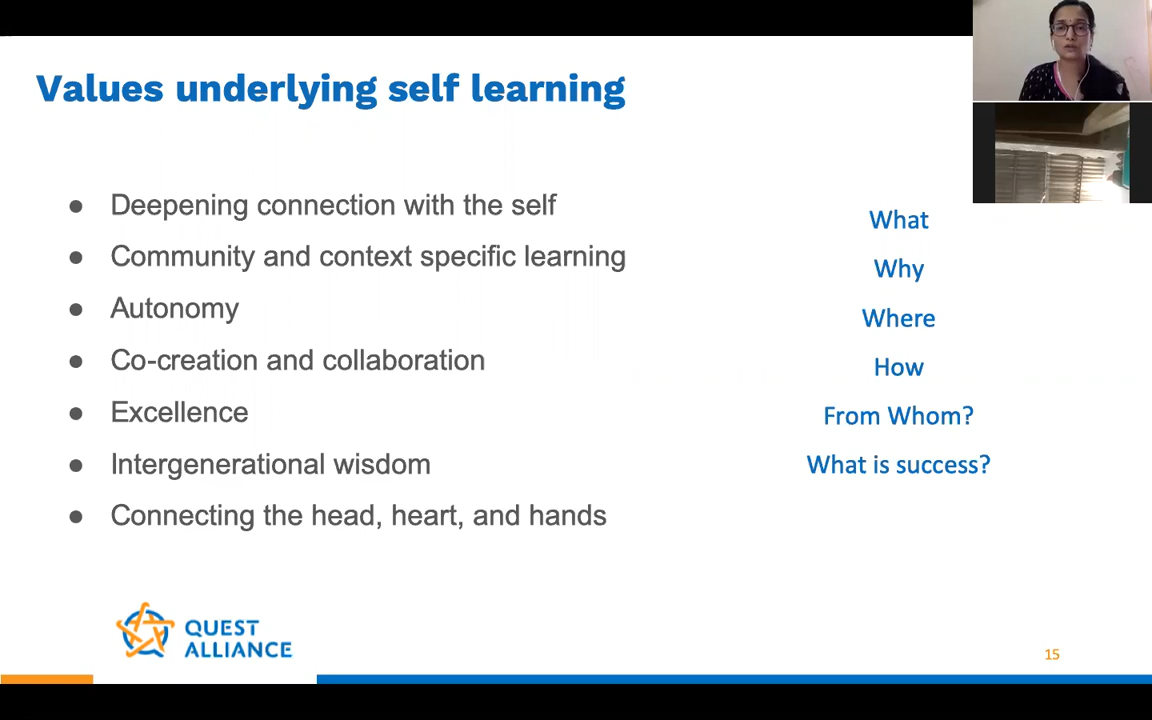 Values underlying self learning
● Deepening connection with the self
● Community and context specific learning
● Autonomy
● Co-creation and collaboration
● Excellence
● Intergenerational wisdom
● Connecting the head, heart, and hands
What
Why
Where
How
From Whom?
What is success?
QUEST
ALLIANCE
15